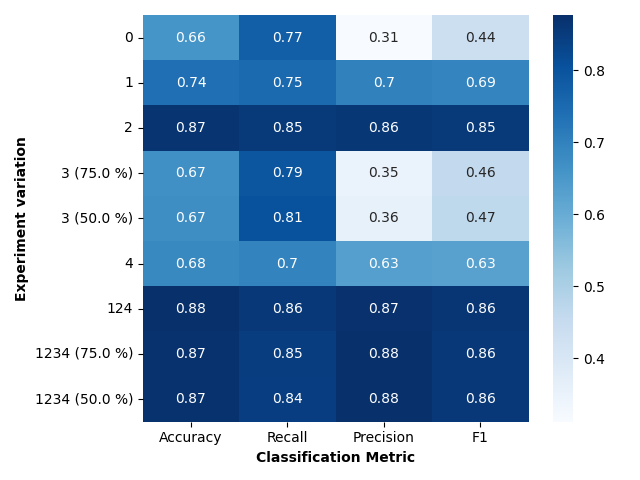 0 0.66 0.77 0.31 0.44
1 0.74 0.75 0.7 0.69
2 0.87 0.85 0.86 0.85
3 (75.0 %) 0.67 0.79 0.35 0.46
3 (50.0 %) 0.67 0.81 0.36 0.47
4 0.68 0.7 0.63 0.63
124 0.88 0.86 0.87 0.86
1234 (75.0 %) 0.87 0.85 0.88 0.86
1234 (50.0 %) 0.87 0.84 0.88 0.86
Accuracy Recall Precision F1
Classification Metric
Experiment variation
0.8
0.7
0.6
0.5
0.4